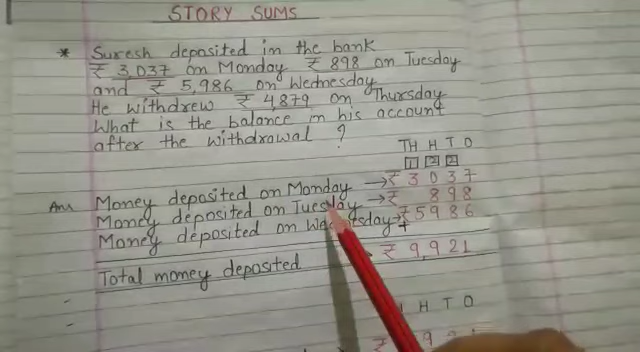 STORY SUMS
* Suresh deposited in the bank
₹ 3,037 on Monday ₹ 898 on Tuesday
and ₹ 5,986 on Wednesday
He withdrew ₹ 4,879 on Thursday
What is the balance in his account
after the withdrawal ?
TH H T O
1 2 2
Ans Money deposited on Monday → ₹ 3 0 3 7
Money deposited on Tuesday → ₹ 8 9 8
Money deposited on Wednesday → ₹ 5 9 8 6
+
Total money deposited ₹ 9,9 2 1
H T O
₹